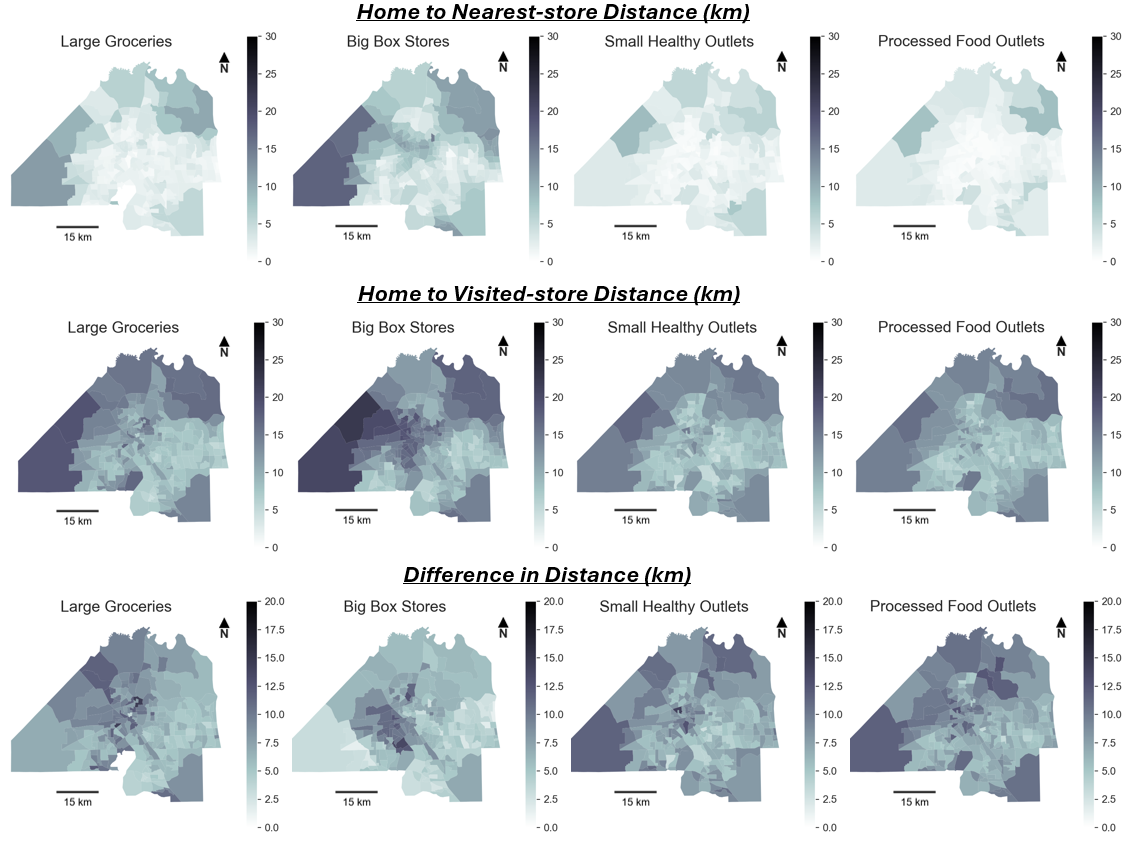 Home to Nearest-store Distance (km)
Large Groceries
Big Box Stores
Small Healthy Outlets
Processed Food Outlets
N
30
25
20
15
10
5
0
15 km
N
30
25
20
15
10
5
0
15 km
N
30
25
20
15
10
5
0
15 km
N
30
25
20
15
10
5
0
15 km
Home to Visited-store Distance (km)
Large Groceries
Big Box Stores
Small Healthy Outlets
Processed Food Outlets
N
30
25
20
15
10
5
0
15 km
N
30
25
20
15
10
5
0
15 km
N
30
25
20
15
10
5
0
15 km
N
30
25
20
15
10
5
0
15 km
Difference in Distance (km)
Large Groceries
Big Box Stores
Small Healthy Outlets
Processed Food Outlets
N
20.0
17.5
15.0
12.5
10.0
7.5
5.0
2.5
0.0
15 km
N
20.0
17.5
15.0
12.5
10.0
7.5
5.0
2.5
0.0
15 km
N
20.0
17.5
15.0
12.5
10.0
7.5
5.0
2.5
0.0
15 km
N
20.0
17.5
15.0
12.5
10.0
7.5
5.0
2.5
0.0
15 km